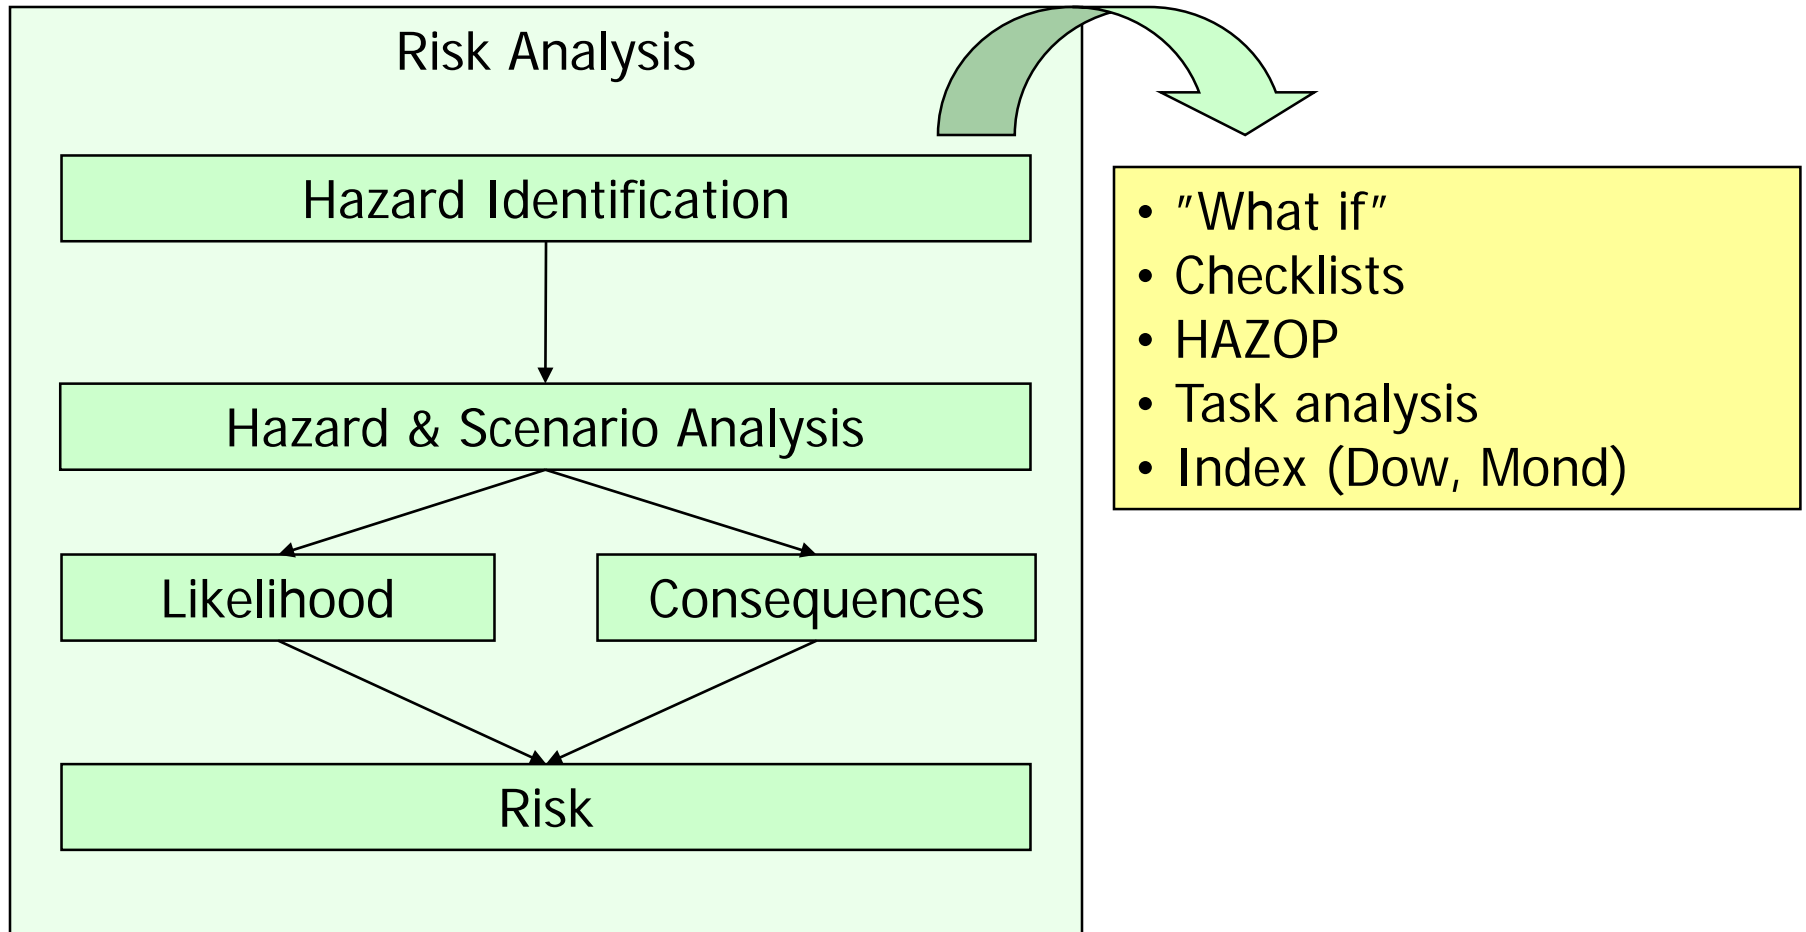 Risk Analysis
Hazard Identification
Hazard & Scenario Analysis
Likelihood
Consequences
Risk
• ”What if”
• Checklists
• HAZOP
• Task analysis
• Index (Dow, Mond)